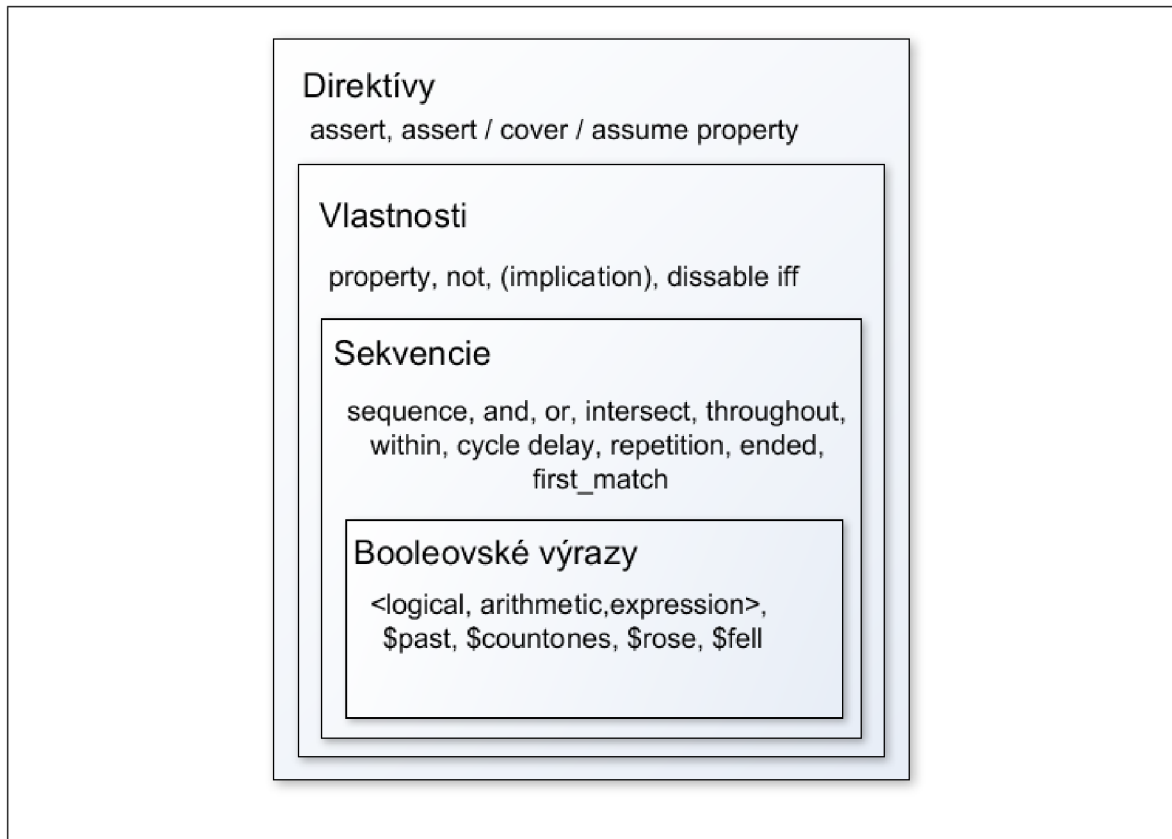 Direktívy
assert, assert / cover / assume property
Vlastnosti
property, not, (implication), dissable iff
Sekvencie
sequence, and, or, intersect, throughout,
within, cycle delay, repetition, ended,
first_match
Booleovské výrazy
<logical, arithmetic,expression>,
$past, $countones, $rose, $fell